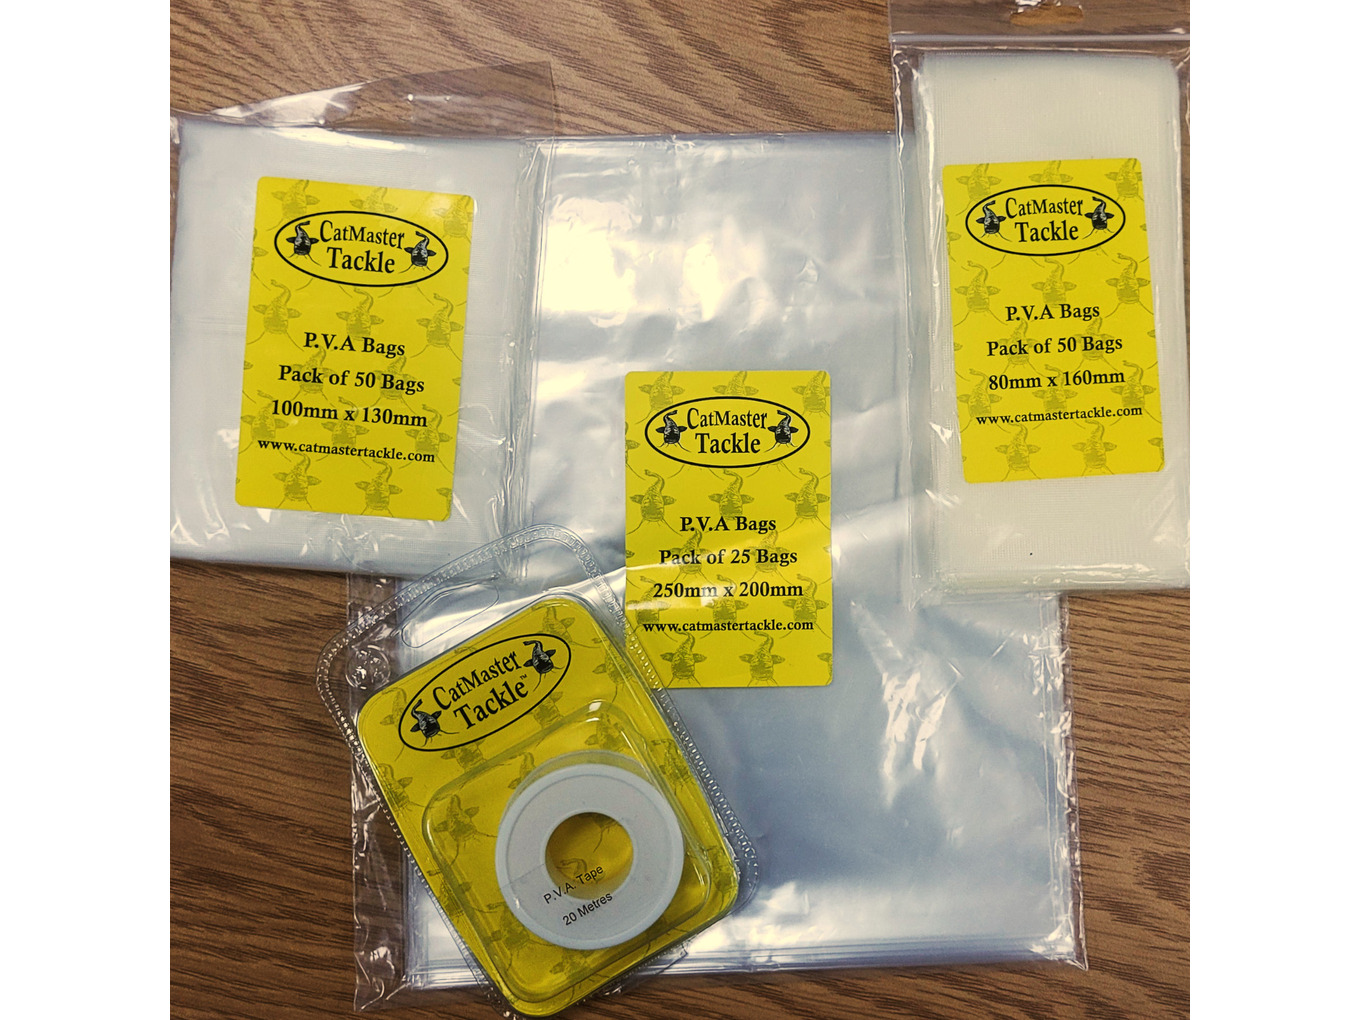 CatMaster
Tackle
P.V.A Bags
Pack of 50 Bags
100mm x 130mm
www.catmastertackle.com
CatMaster
Tackle
P.V.A Bags
Pack of 25 Bags
250mm x 200mm
www.catmastertackle.com
CatMaster
Tackle
P.V.A Bags
Pack of 50 Bags
80mm x 160mm
www.catmastertackle.com
CatMaster
Tackle™
P.V.A. Tape
20 Metres